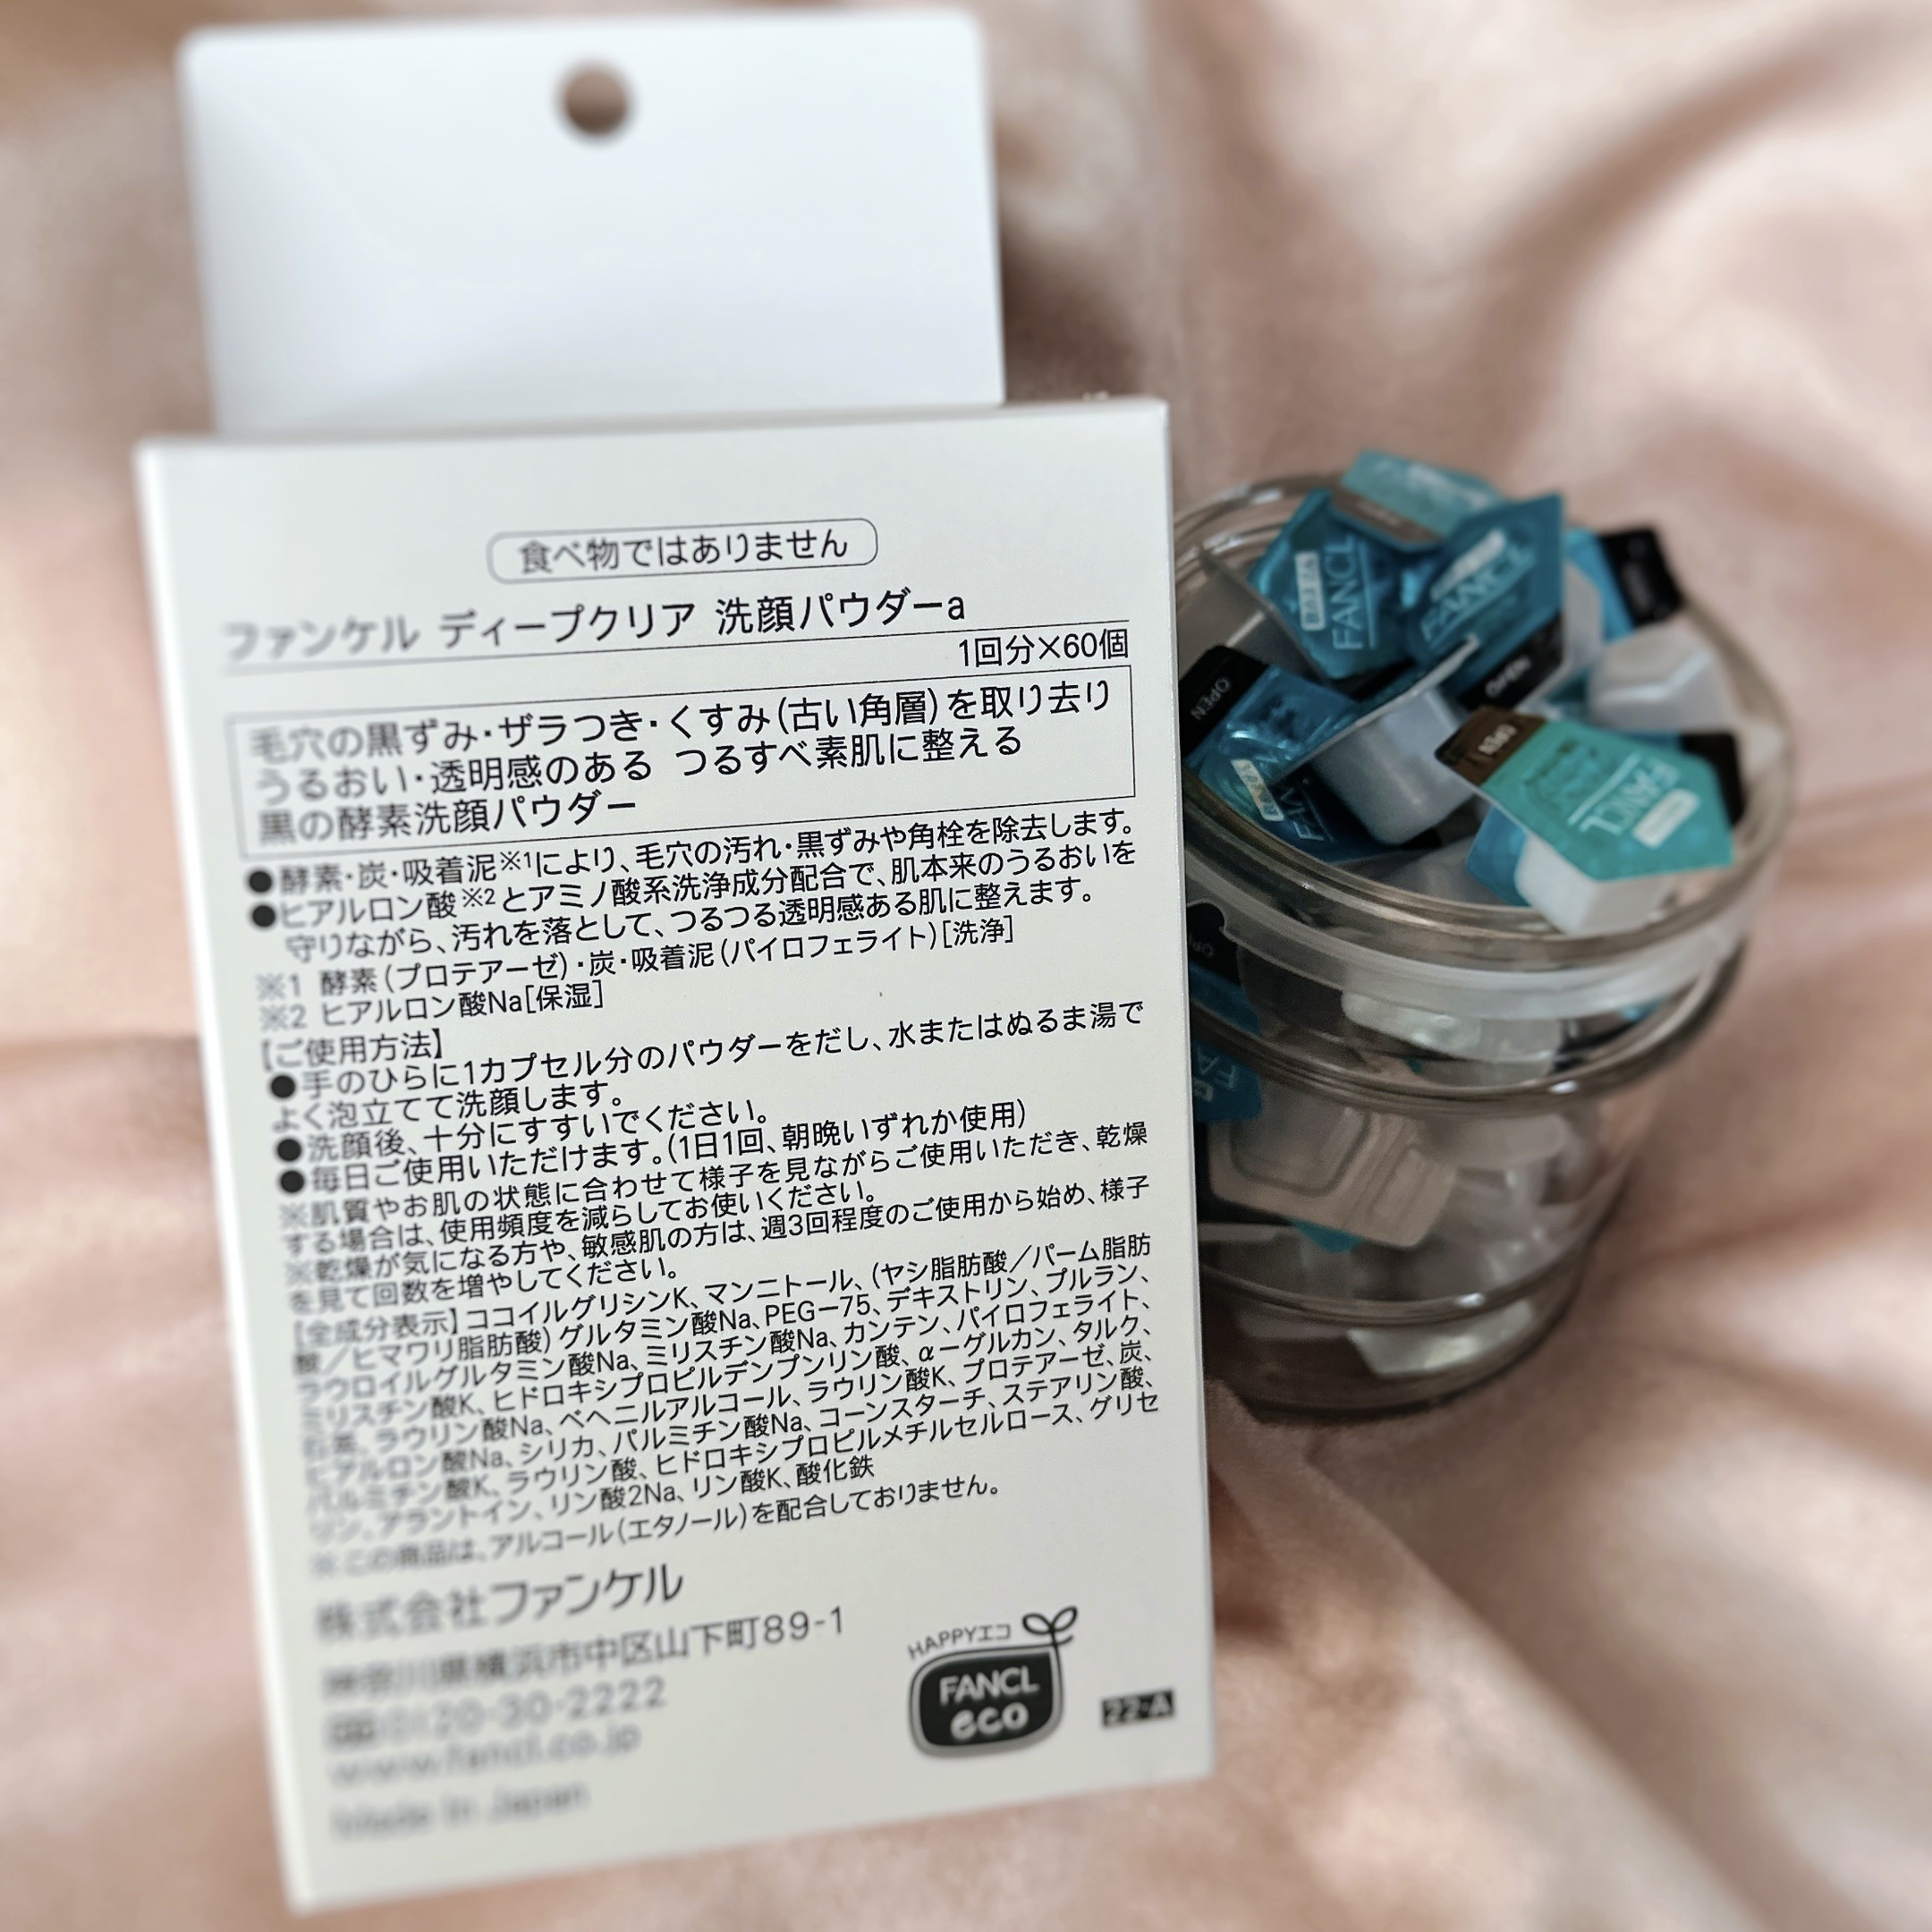 食べ物ではありません
ファンケル ディープクリア 洗顔パウダーa
1回分×60個
毛穴の黒ずみ・ザラつき・くすみ(古い角層)を取り去り
うるおい・透明感のある つるすべ素肌に整える
黒の酵素洗顔パウダー
●酵素・炭・吸着泥※1により、毛穴の汚れ・黒ずみや角栓を除去します。
●ヒアルロン酸※2とアミノ酸系洗浄成分配合で、肌本来のうるおいを
守りながら、汚れを落として、つるつる透明感ある肌に整えます。
※1 酵素(プロテアーゼ)・炭・吸着泥(パイロフェライト)[洗浄]
※2 ヒアルロン酸Na[保湿]
【ご使用方法】
●手のひらに1カプセル分のパウダーをだし、水またはぬるま湯で
よく泡立てて洗顔します。
●洗顔後、十分にすすいでください。
●毎日ご使用いただけます。(1日1回、朝晩いずれか使用)
※肌質やお肌の状態に合わせて様子を見ながらご使用いただき、乾燥
する場合は、使用頻度を減らしてお使いください。
※乾燥が気になる方や、敏感肌の方は、週3回程度のご使用から始め、様子
を見て回数を増やしてください。
【全成分表示】ココイルグリシンK、マンニトール、(ヤシ脂肪酸/パーム脂肪
酸/ヒマワリ脂肪酸)グルタミン酸Na、PEG-75、デキストリン、プルラン、
ラウロイルグルタミン酸Na、ミリスチン酸Na、カンテン、パイロフェライト、
ミリスチン酸K、ヒドロキシプロピルデンプンリン酸、α-グルカン、タルク、
石英、ラウリン酸Na、ベヘニルアルコール、ラウリン酸K、プロテアーゼ、炭、
ヒアルロン酸Na、シリカ、パルミチン酸Na、コーンスターチ、ステアリン酸、
パルミチン酸K、ラウリン酸、ヒドロキシプロピルメチルセルロース、グリセ
リン、アラントイン、リン酸2Na、リン酸K、酸化鉄
※この商品は、アルコール(エタノール)を配合しておりません。
株式会社ファンケル
神奈川県横浜市中区山下町89-1
0120-30-2222
www.fancl.co.jp
Made in Japan
HAPPYエコ
FANCL
eco
22-A
FANCL
FANCL
OPEN
OPEN
FANCL
OPEN
FANCL